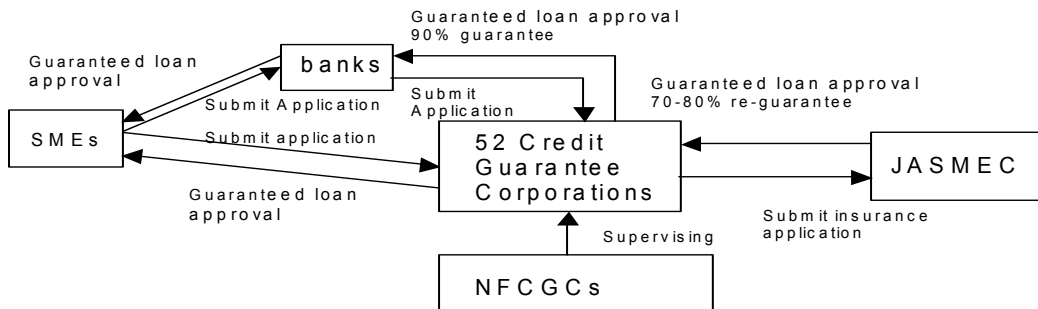 Guaranteed loan approval
90% guarantee
Guaranteed loan
approval
banks
Guaranteed loan approval
70-80% re-guarantee
Submit Application
Submit
Application
SMEs
Submit application
52 Credit
Guarantee
Corporations
JASMEC
Guaranteed loan
approval
Submit insurance
application
Supervising
NFCGCs